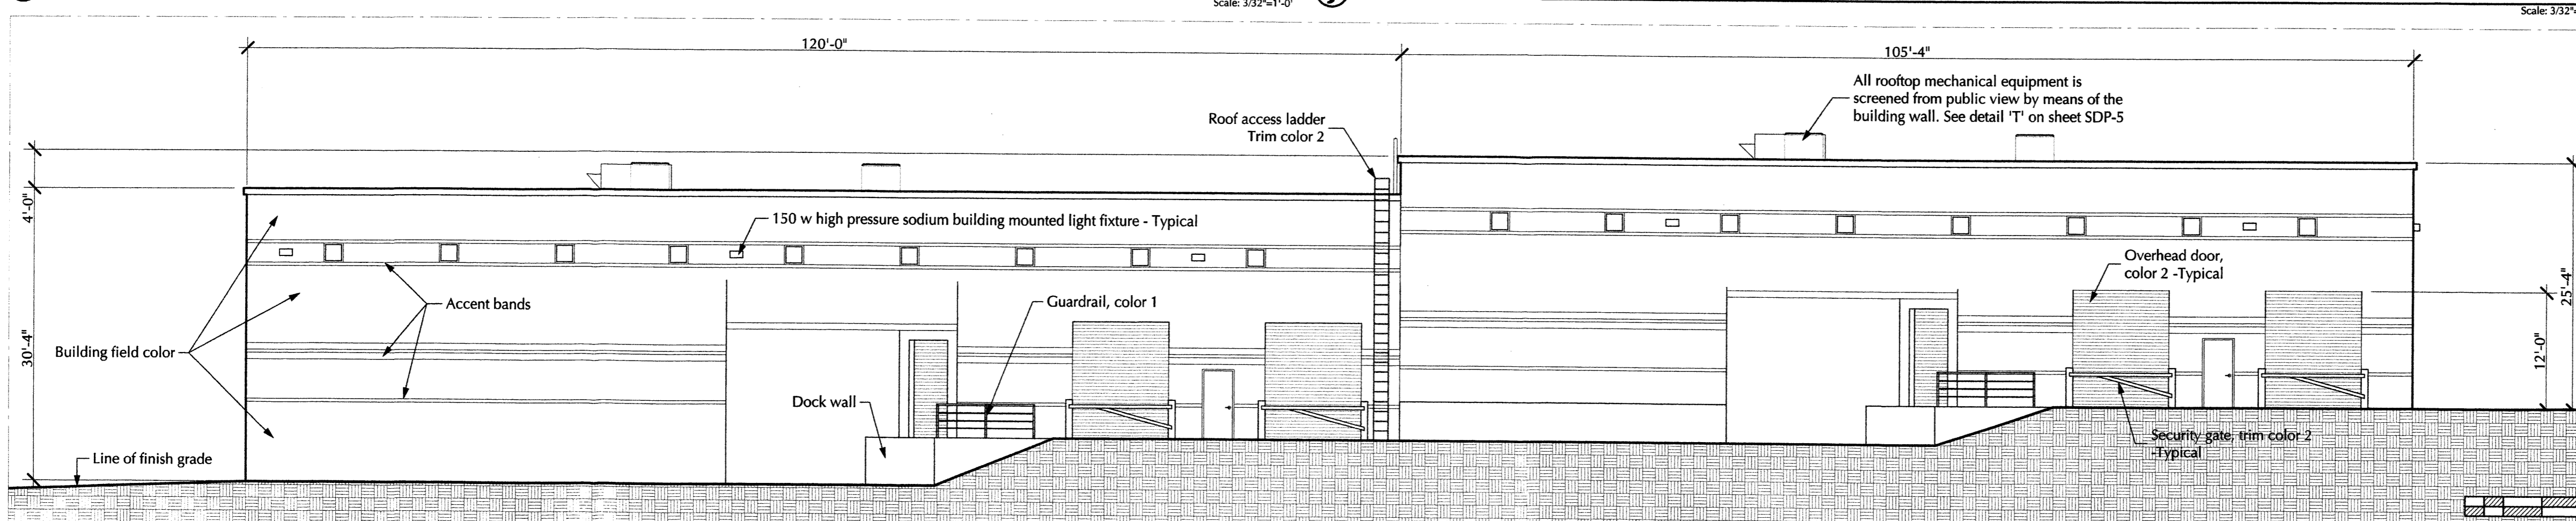 Scale: 3/32"=1'-0'
Scale: 3/32"=
120'-0"
105'-4"
All rooftop mechanical equipment is
screened from public view by means of the
building wall. See detail 'T' on sheet SDP-5
Roof access ladder
Trim color 2
4'-0"
150 w high pressure sodium building mounted light fixture - Typical
Overhead door,
color 2 -Typical
25'-4"
Accent bands
Guardrail, color 1
Building field color
30'-4"
12'-0"
Dock wall
Line of finish grade
Security gate, trim color 2
-Typical